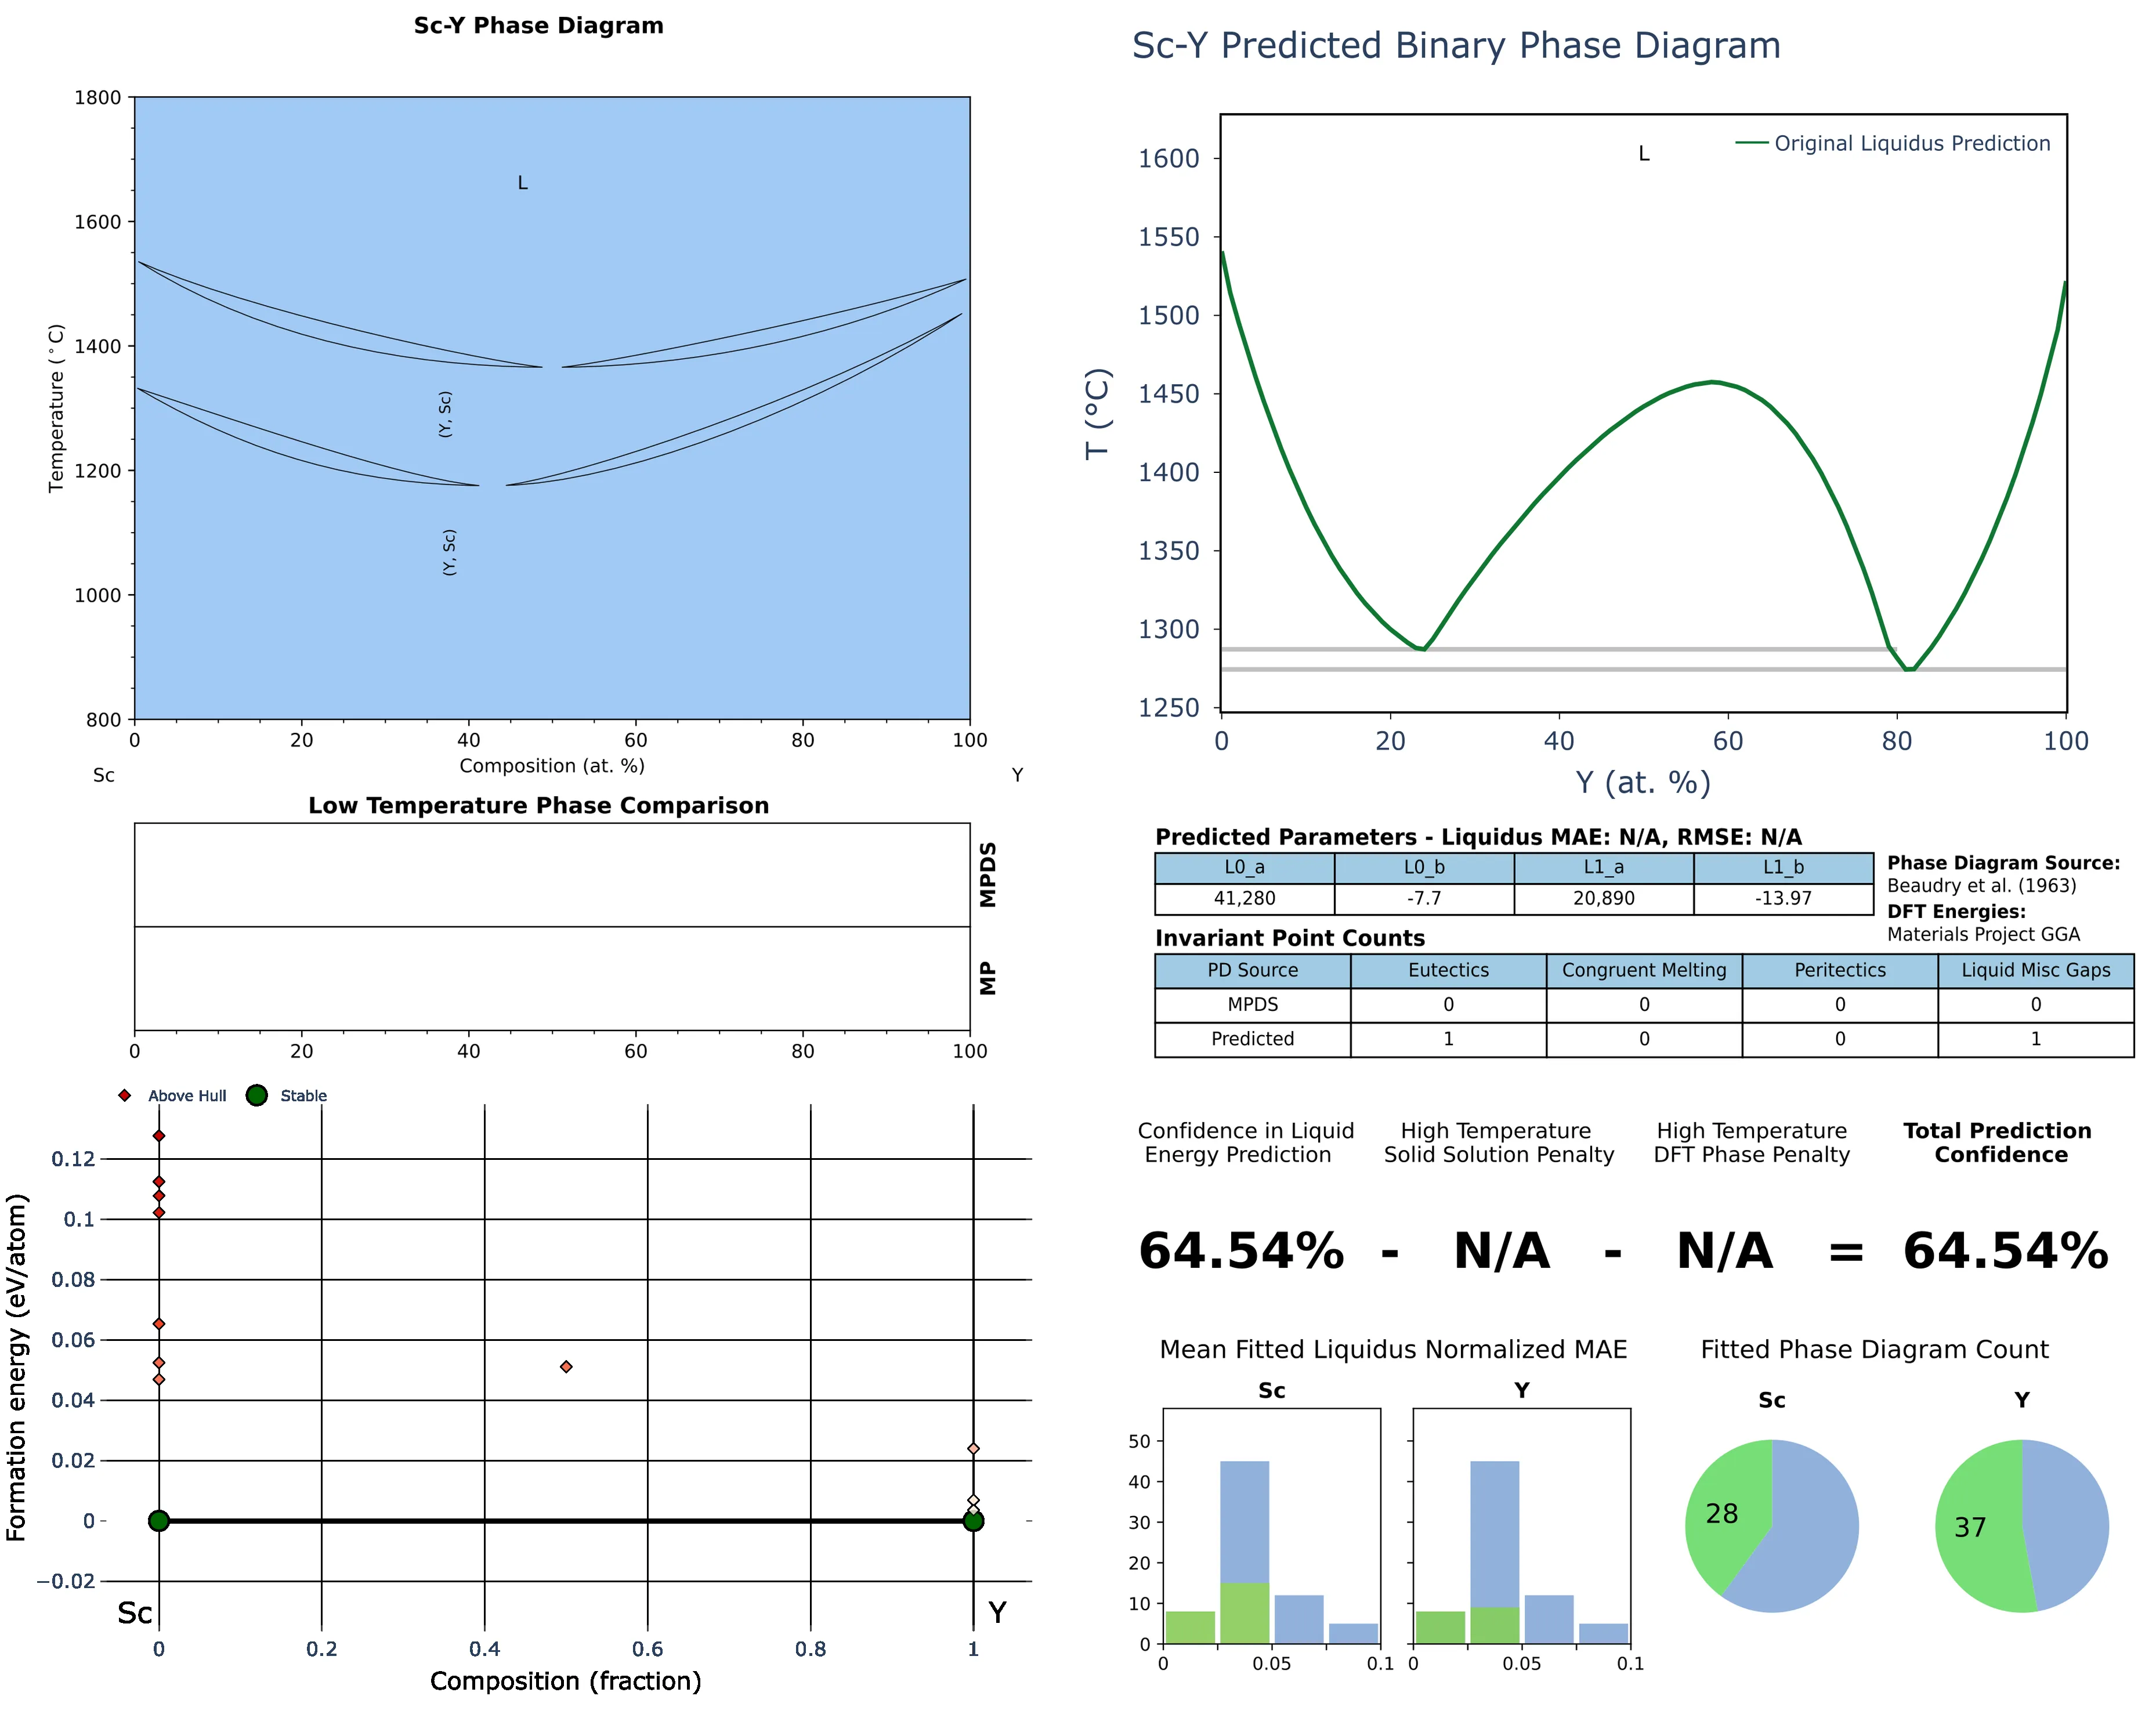 Sc-Y Phase Diagram
1800
1600
1400
1200
1000
800
Temperature (°C)
L
(Y, Sc)
(Y, Sc)
0 20 40 60 80 100
Composition (at. %)
Sc Y
Low Temperature Phase Comparison
MPDS
MP
0 20 40 60 80 100
Above Hull Stable
0.12
0.1
0.08
0.06
0.04
0.02
0
−0.02
Formation energy (eV/atom)
Sc Y
0 0.2 0.4 0.6 0.8 1
Composition (fraction)
Sc-Y Predicted Binary Phase Diagram
L
Original Liquidus Prediction
1600
1550
1500
1450
1400
1350
1300
1250
T (°C)
0 20 40 60 80 100
Y (at. %)
Predicted Parameters - Liquidus MAE: N/A, RMSE: N/A
L0_a L0_b L1_a L1_b
41,280 -7.7 20,890 -13.97
Phase Diagram Source:
Beaudry et al. (1963)
DFT Energies:
Materials Project GGA
Invariant Point Counts
PD Source Eutectics Congruent Melting Peritectics Liquid Misc Gaps
MPDS 0 0 0 0
Predicted 1 0 0 1
Confidence in Liquid
Energy Prediction
High Temperature
Solid Solution Penalty
High Temperature
DFT Phase Penalty
Total Prediction
Confidence
64.54% - N/A - N/A = 64.54%
Mean Fitted Liquidus Normalized MAE
Sc Y
50
40
30
20
10
0
0 0.05 0.1 0 0.05 0.1
Fitted Phase Diagram Count
Sc Y
28 37